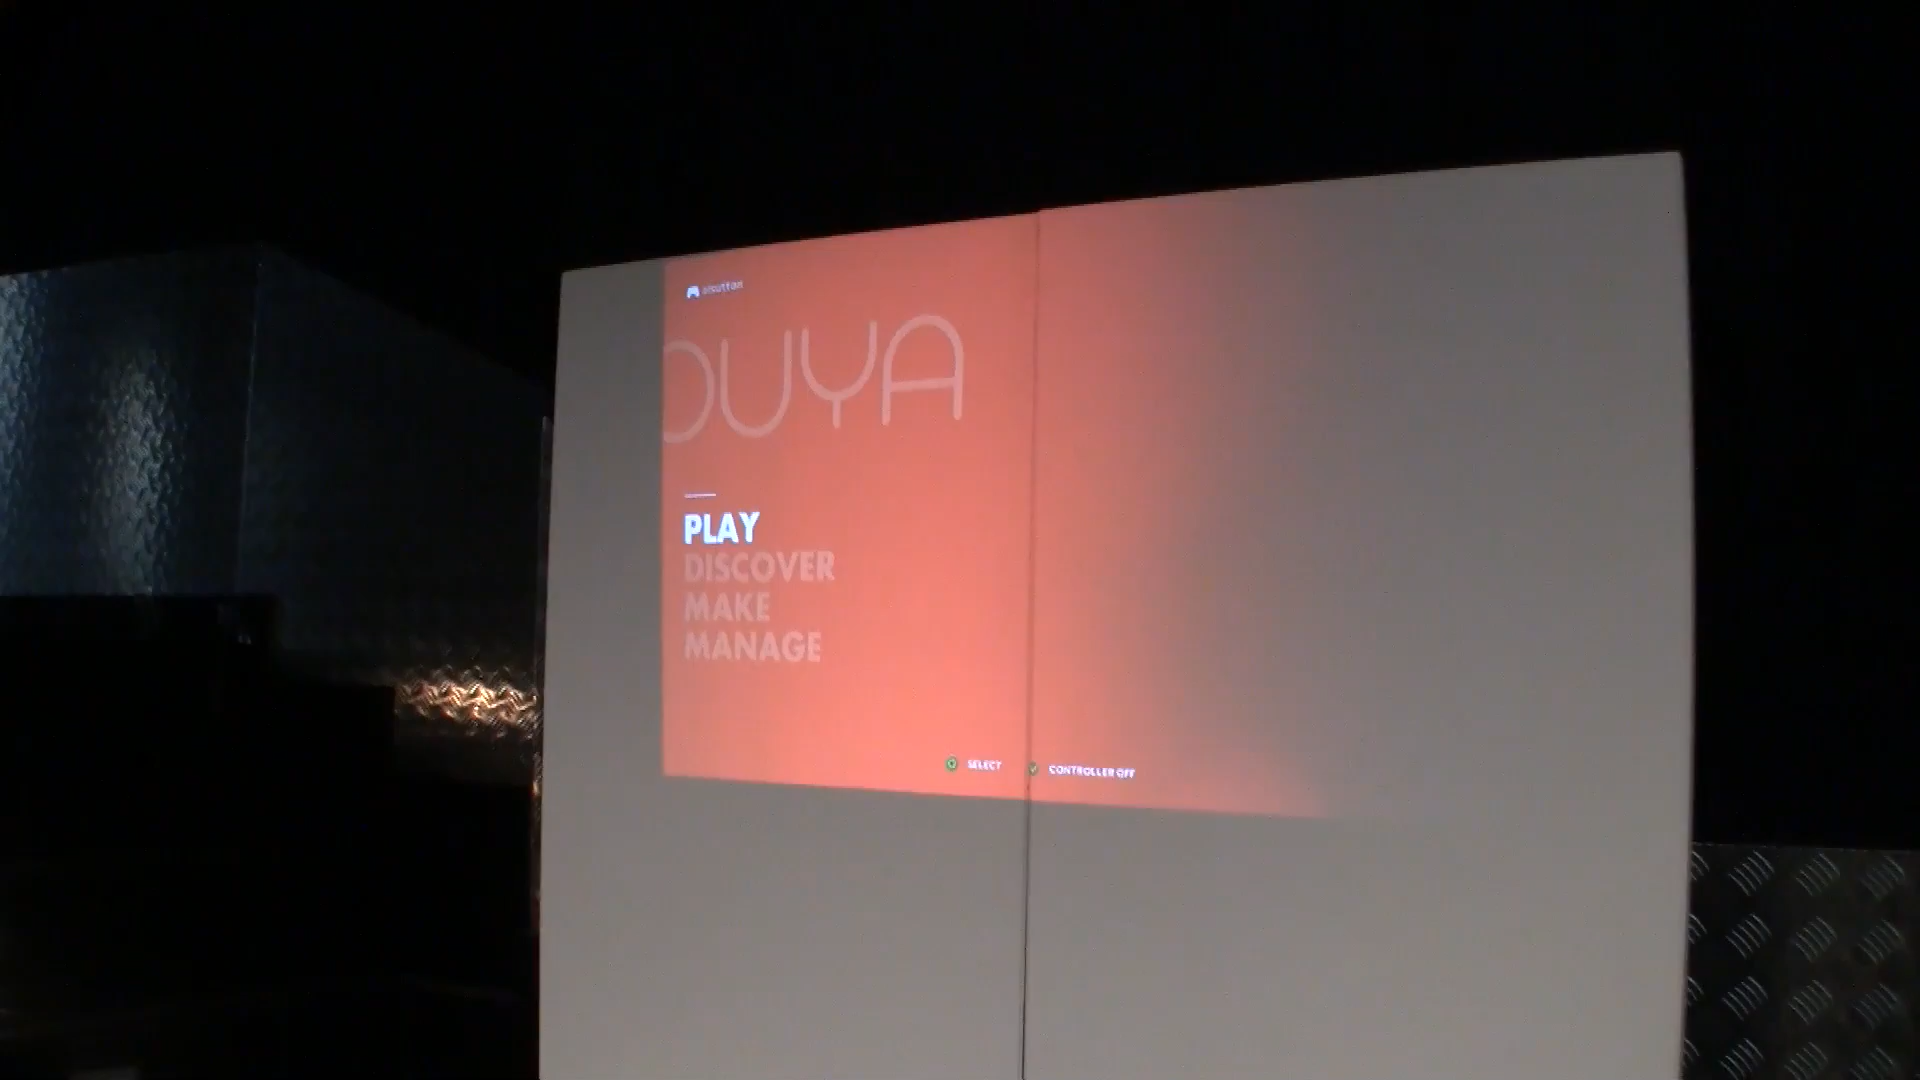 OUYA
PLAY
DISCOVER
MAKE
MANAGE
SELECT
CONTROLLER OFF